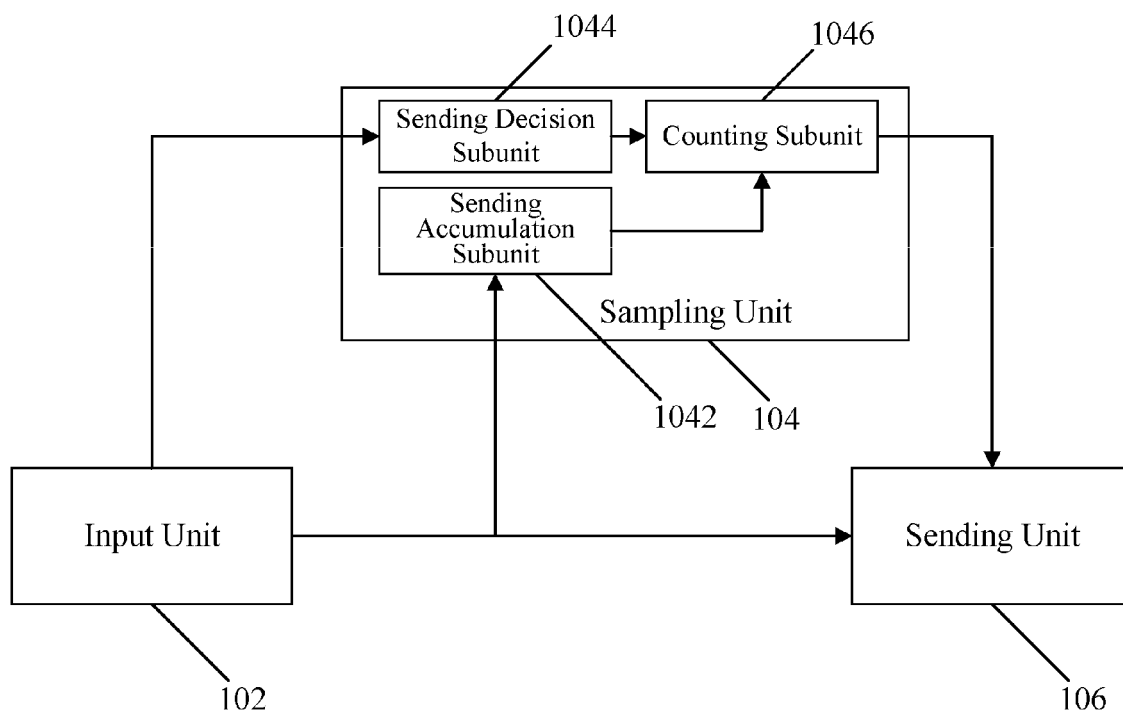 1044
1046
Sending Decision
Subunit
Counting Subunit
Sending
Accumulation
Subunit
Sampling Unit
1042
104
Input Unit
Sending Unit
102
106